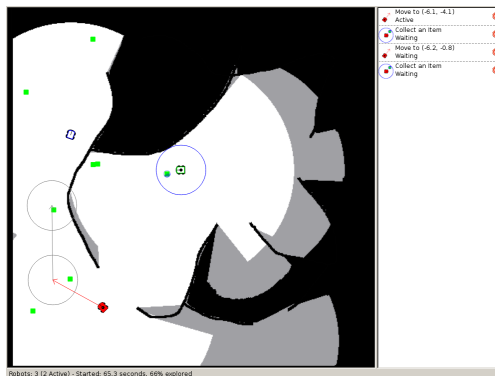 Move to (-6.1, -4.1)
Active
Collect an Item
Waiting
Move to (-6.2, -0.8)
Waiting
Collect an Item
Waiting
Robots: 3 (2 Active) - Started: 65.3 seconds, 66% explored